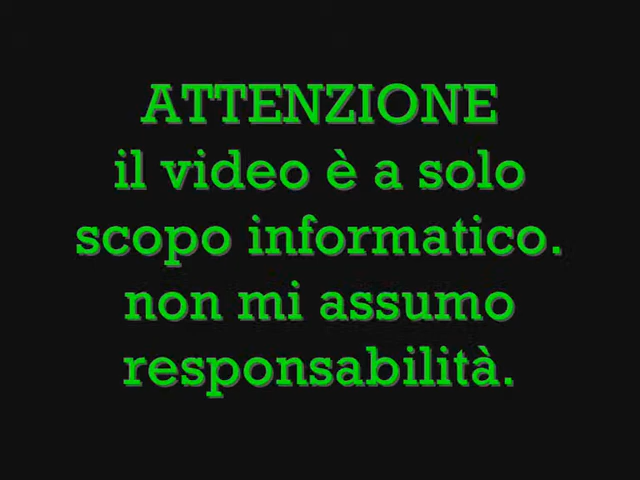 ATTENZIONE
il video è a solo
scopo informatico.
non mi assumo
responsabilità.